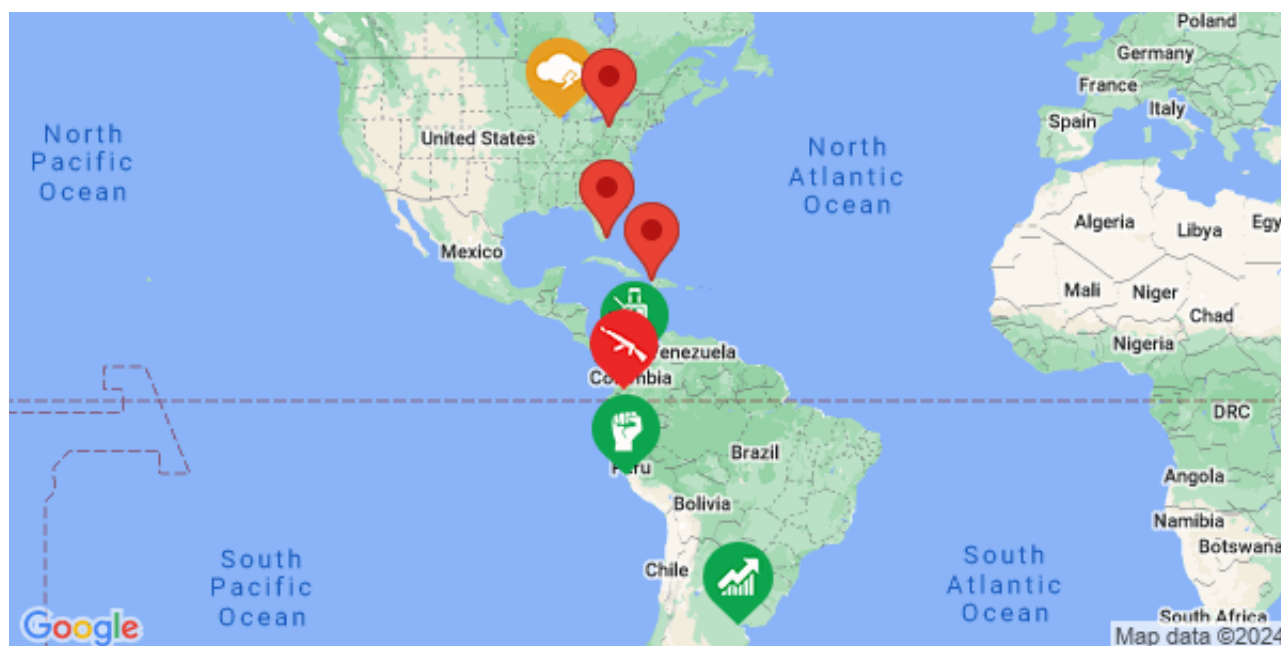 Poland
Germany
France
Italy
Spain
United States
North
Pacific
Ocean
North
Atlantic
Ocean
Mexico
Algeria
Libya
Egy
Mali
Niger
Chad
Nigeria
enezuela
Colombia
DRC
Brazil
Peru
Angola
Bolivia
Namibia
Botswana
South
Pacific
Ocean
Chile
South
Atlantic
Ocean
South Africa
Google
Map data ©2024